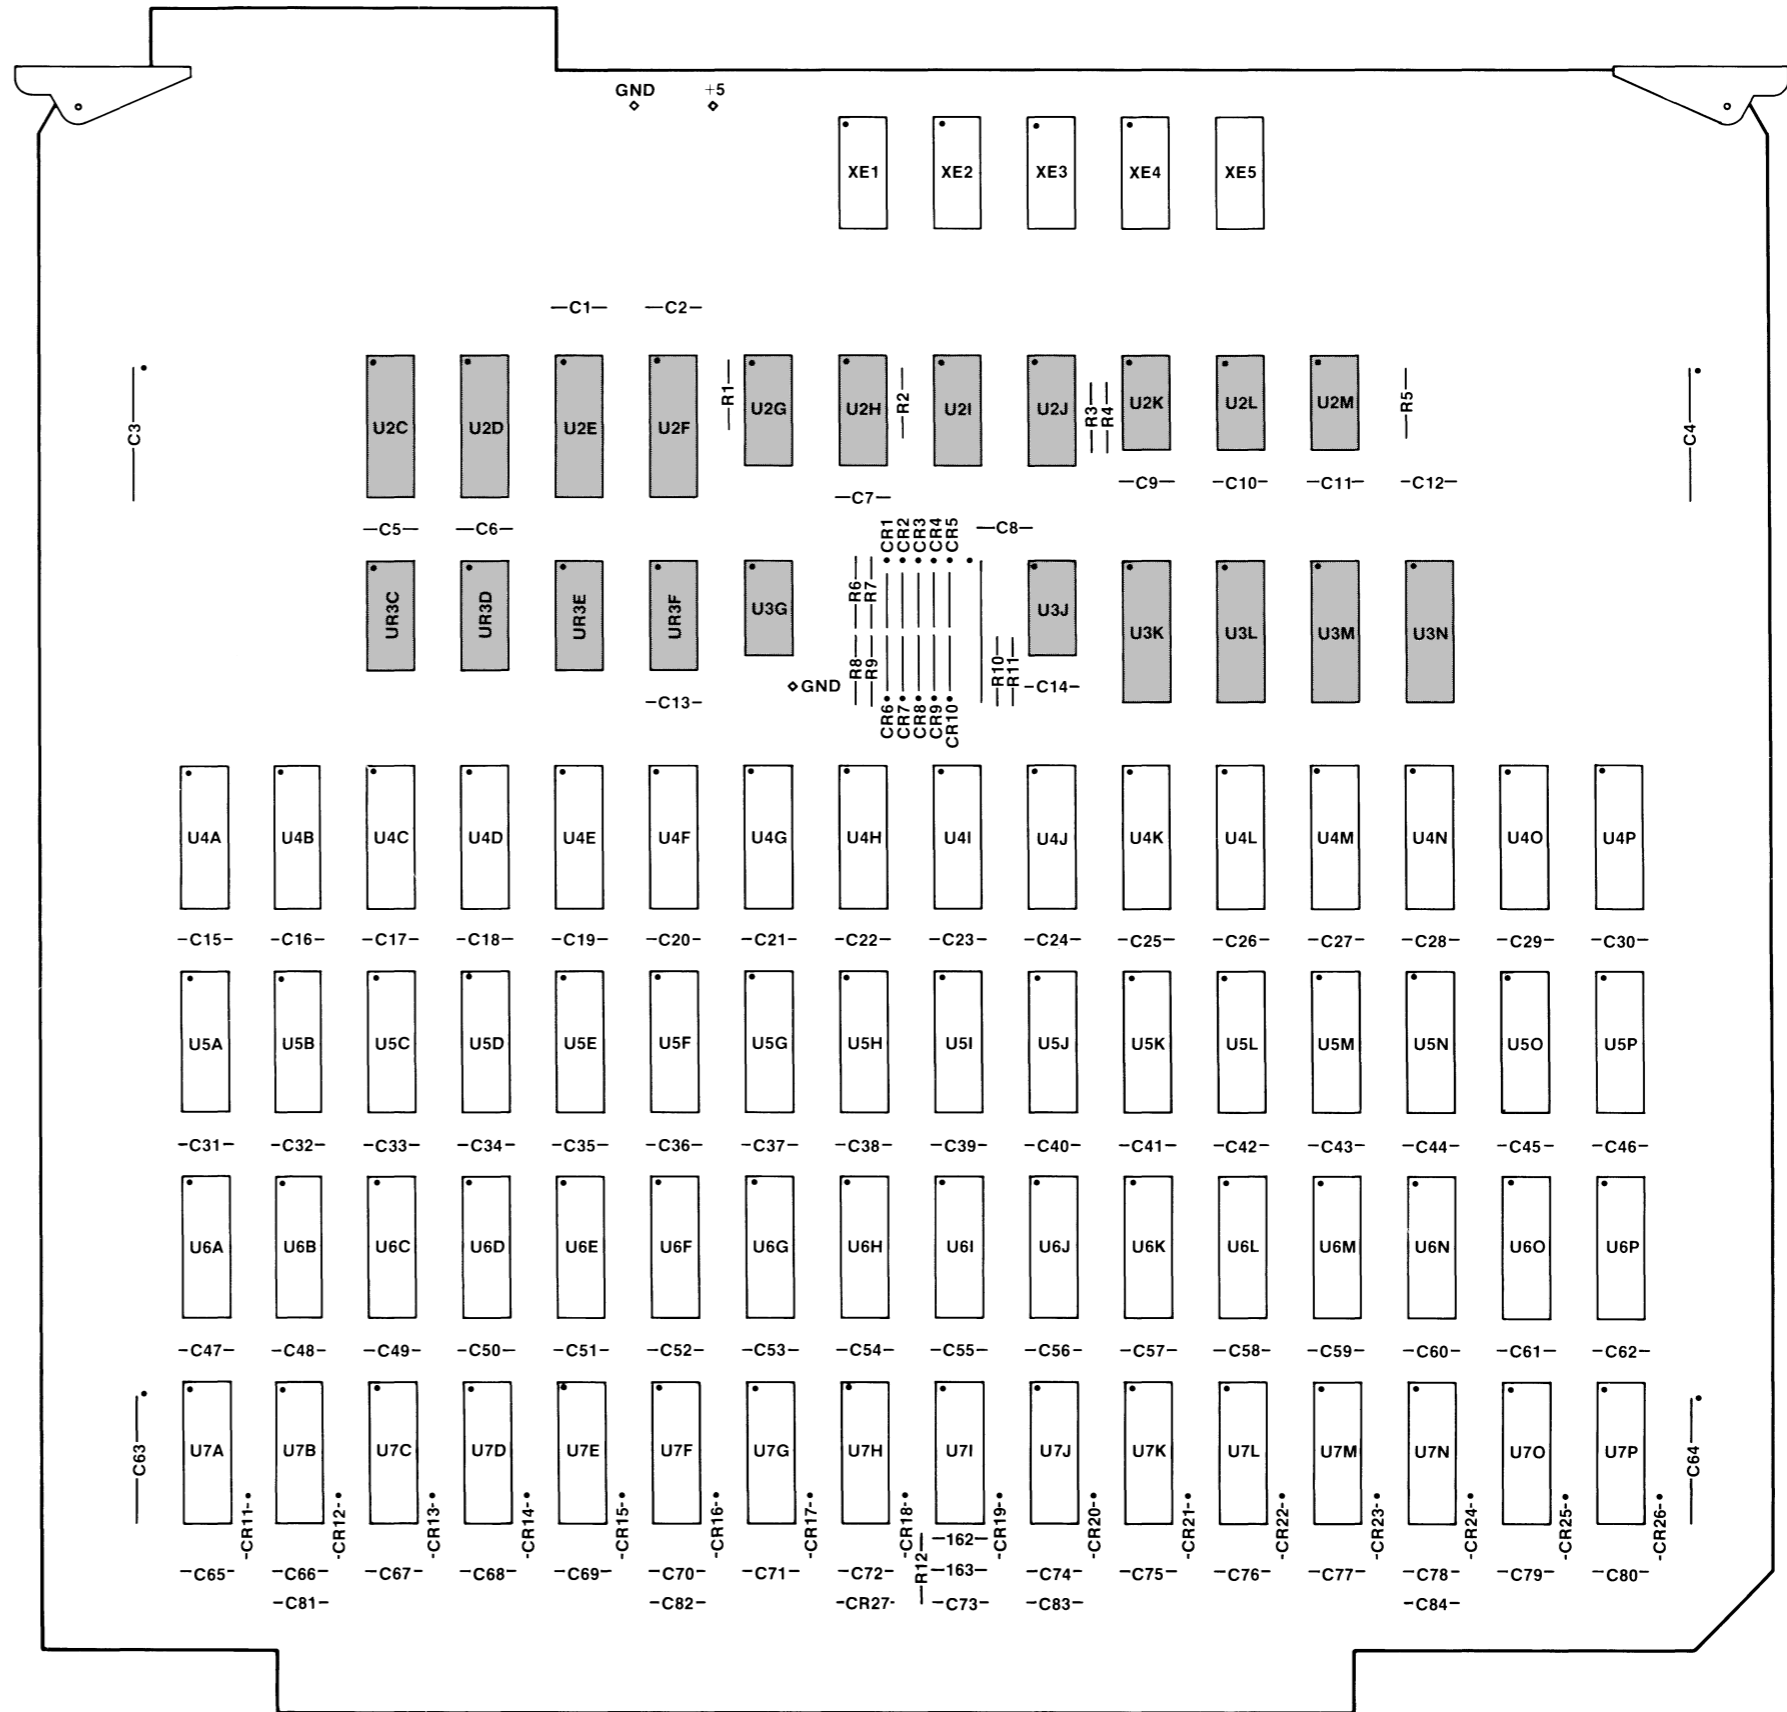 GND +5
XE1 XE2 XE3 XE4 XE5
C1 C2
C3 U2C U2D U2E U2F R1 U2G U2H R2 U2I U2J R3 R4 U2K U2L U2M R5 C4
C9 C10 C11 C12
C7
C5 C6 CR1 CR2 CR3 CR4 CR5 C8
UR3C UR3D UR3E UR3F U3G R6 R7 U3J U3K U3L U3M U3N
R8 R9 R10 R11
GND C14
C13 CR6 CR7 CR8 CR9 CR10
U4A U4B U4C U4D U4E U4F U4G U4H U4I U4J U4K U4L U4M U4N U4O U4P
C15 C16 C17 C18 C19 C20 C21 C22 C23 C24 C25 C26 C27 C28 C29 C30
U5A U5B U5C U5D U5E U5F U5G U5H U5I U5J U5K U5L U5M U5N U5O U5P
C31 C32 C33 C34 C35 C36 C37 C38 C39 C40 C41 C42 C43 C44 C45 C46
U6A U6B U6C U6D U6E U6F U6G U6H U6I U6J U6K U6L U6M U6N U6O U6P
C47 C48 C49 C50 C51 C52 C53 C54 C55 C56 C57 C58 C59 C60 C61 C62
C63 U7A U7B U7C U7D U7E U7F U7G U7H U7I U7J U7K U7L U7M U7N U7O U7P C64
CR11 CR12 CR13 CR14 CR15 CR16 CR17 CR18 CR19 CR20 CR21 CR22 CR23 CR24 CR25 CR26
162
C65 C66 C67 C68 C69 C70 C71 C72 R12 163 C74 C75 C76 C77 C78 C79 C80
C81 C82 CR27 C73 C83 C84